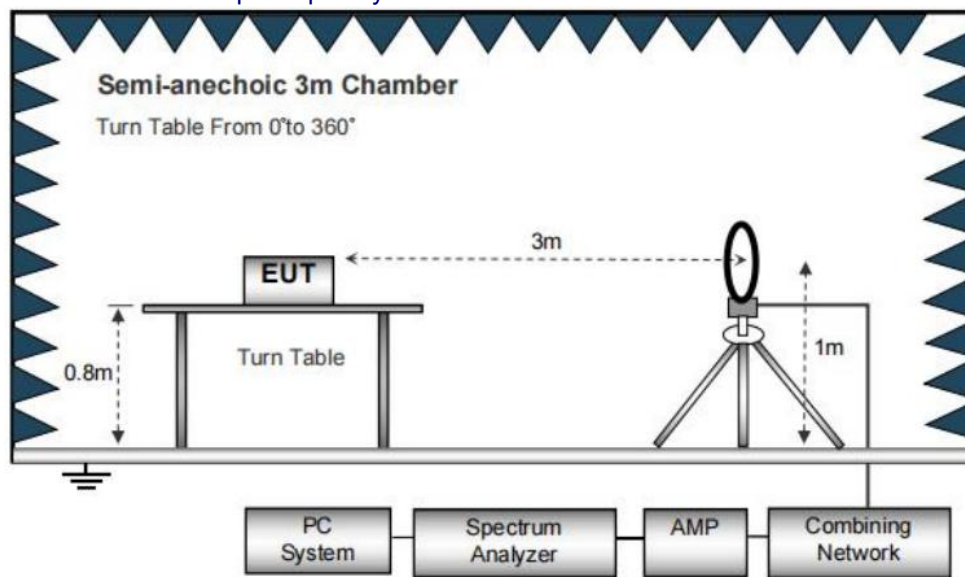 Semi-anechoic 3m Chamber
Turn Table From 0°to 360°
3m
EUT
1m
Turn Table
0.8m
PC
System
Spectrum
Analyzer
AMP
Combining
Network